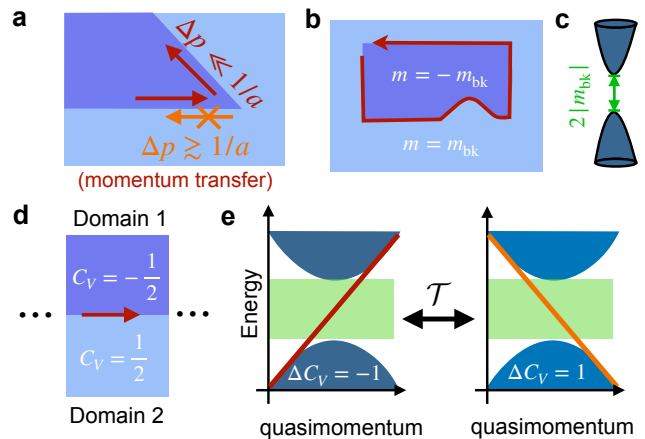 a
Δp ≪ 1/a
Δp ≳ 1/a
(momentum transfer)
b
m = − m_bk
m = m_bk
c
2 |m_bk|
d
Domain 1
C_V = − 1/2
C_V = 1/2
Domain 2
... ...
e
Energy
ΔC_V = −1
quasimomentum
𝒯
ΔC_V = 1
quasimomentum